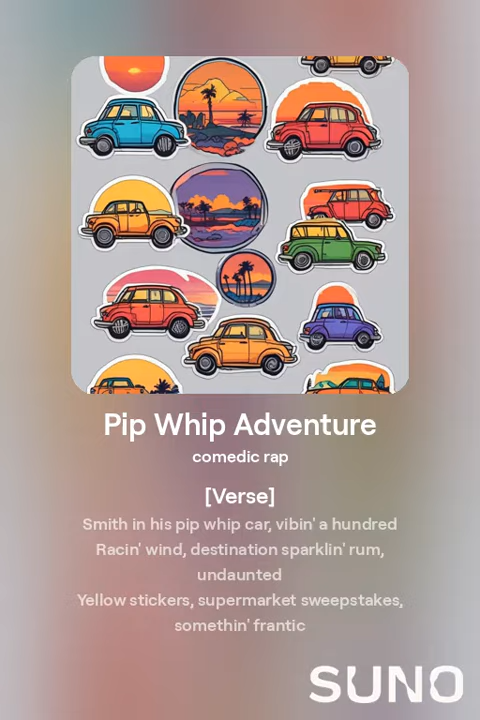 Pip Whip Adventure
comedic rap
[Verse]
Smith in his pip whip car, vibin' a hundred
Racin' wind, destination sparklin' rum,
undaunted
Yellow stickers, supermarket sweepstakes,
somethin' frantic
SUNO